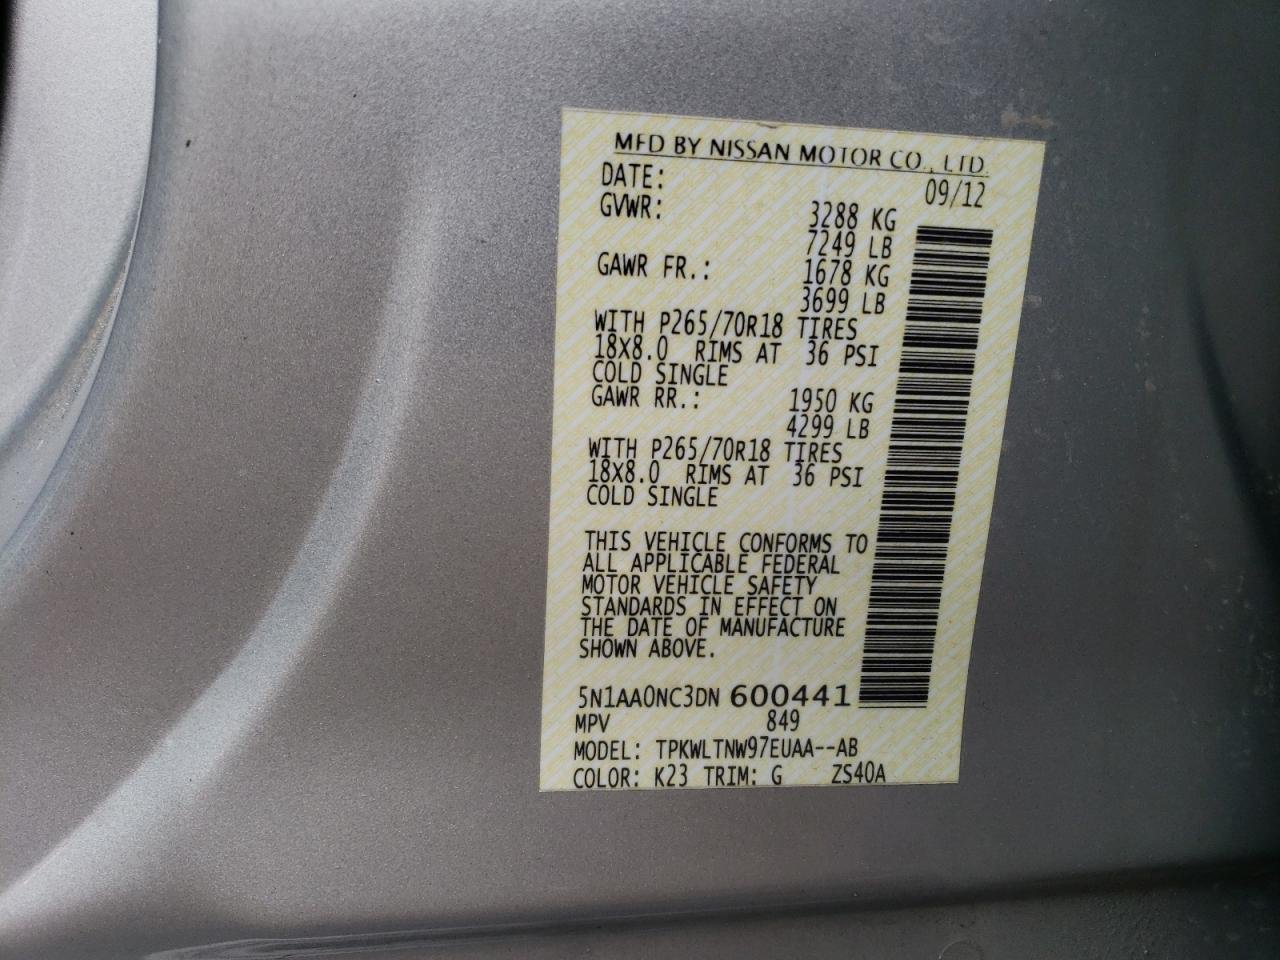 MFD BY NISSAN MOTOR CO., LTD.
DATE: 09/12
GVWR: 3288 KG
7249 LB
GAWR FR.: 1678 KG
3699 LB
WITH P265/70R18 TIRES
18X8.0 RIMS AT 36 PSI
COLD SINGLE
GAWR RR.: 1950 KG
4299 LB
WITH P265/70R18 TIRES
18X8.0 RIMS AT 36 PSI
COLD SINGLE
THIS VEHICLE CONFORMS TO
ALL APPLICABLE FEDERAL
MOTOR VEHICLE SAFETY
STANDARDS IN EFFECT ON
THE DATE OF MANUFACTURE
SHOWN ABOVE.
5N1AA0NC3DN 600441
MPV 849
MODEL: TPKWLTNW97EUAA--AB
COLOR: K23 TRIM: G ZS40A